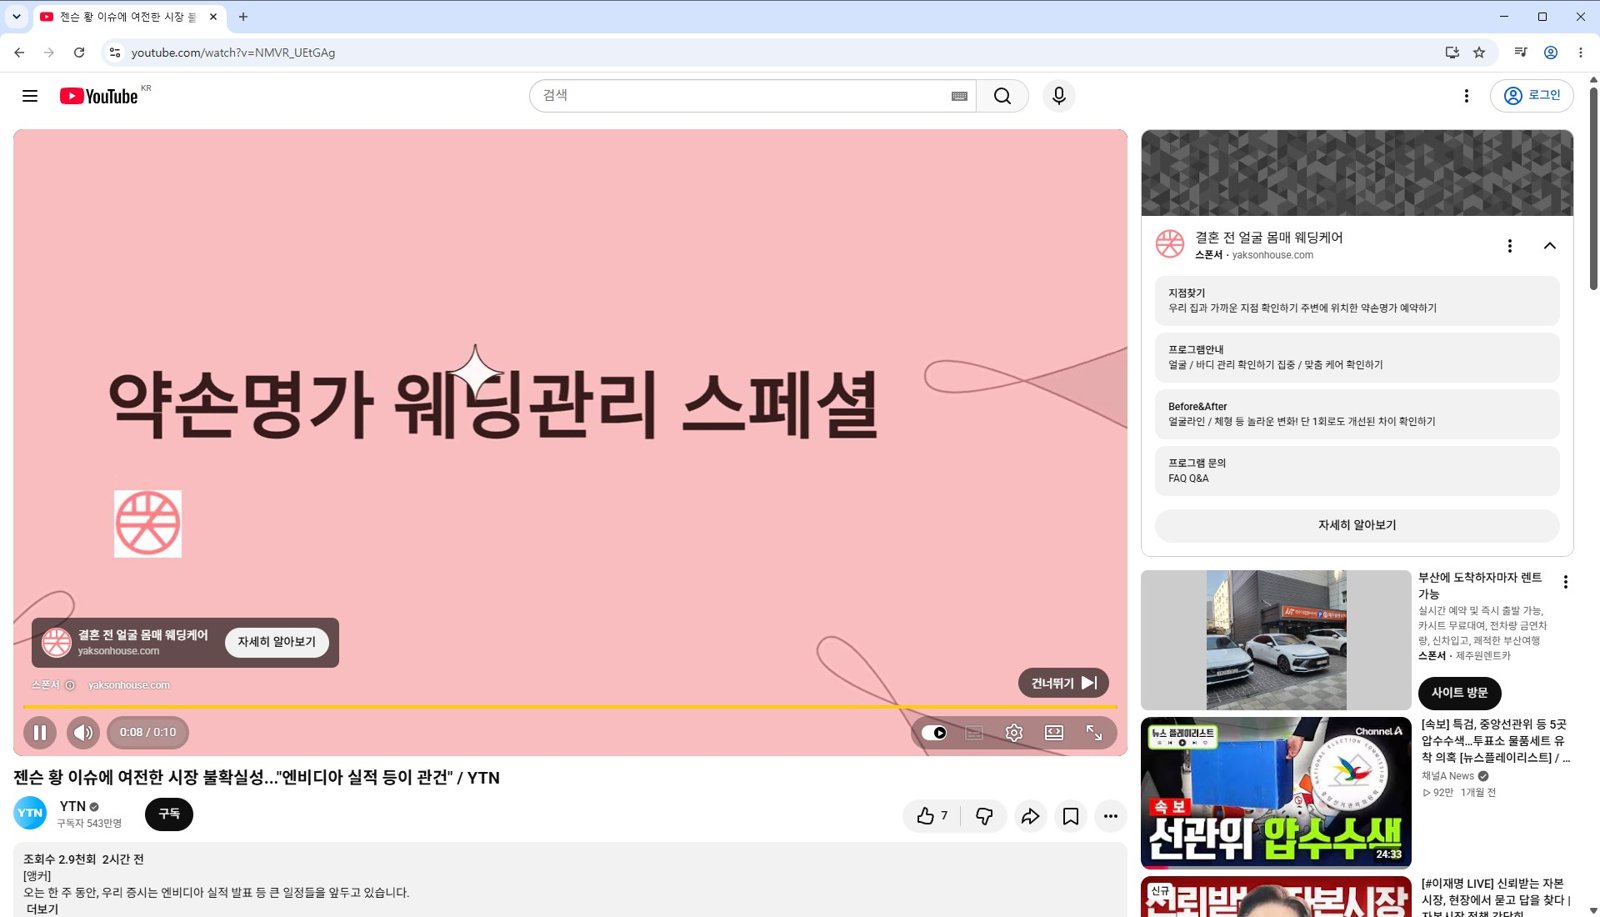 젠슨 황 이슈에 여전한 시장 불
youtube.com/watch?v=NMVR_UEtGAg
YouTube KR
검색
로그인
약손명가 웨딩관리 스페셜
결혼 전 얼굴 몸매 웨딩케어
yaksonhouse.com
자세히 알아보기
스폰서
yaksonhouse.com
건너뛰기
0:08 / 0:10
젠슨 황 이슈에 여전한 시장 불확실성..."엔비디아 실적 등이 관건" / YTN
YTN
YTN
구독자 543만명
구독
7
조회수 2.9천회 2시간 전
[앵커]
오는 한 주 동안, 우리 증시는 엔비디아 실적 발표 등 큰 일정들을 앞두고 있습니다.
더보기
결혼 전 얼굴 몸매 웨딩케어
스폰서 · yaksonhouse.com
지점찾기
우리 집과 가까운 지점 확인하기 주변에 위치한 약손명가 예약하기
프로그램안내
얼굴 / 바디 관리 확인하기 집중 / 맞춤 케어 확인하기
Before&After
얼굴라인 / 체형 등 놀라운 변화! 단 1회로도 개선된 차이 확인하기
프로그램 문의
FAQ Q&A
자세히 알아보기
부산에 도착하자마자 렌트
가능
실시간 예약 및 즉시 출발 가능,
카시트 무료대여, 전차량 금연차
량, 신차입고, 쾌적한 부산여행
스폰서 · 제주원렌트카
사이트 방문
뉴스 플레이리스트
Channel A
NATIONAL ELECTION COMMISSION
속보
선관위 압수수색
24:33
[속보] 특검, 중앙선관위 등 5곳
압수수색...투표소 물품세트 유
착 의혹 [뉴스플레이리스트] / ...
채널A News
92만 1개월 전
신규
신뢰받
자본시장
[#이재명 LIVE] 신뢰받는 자본
시장, 현장에서 묻고 답을 찾다 |
자본시장 정책 간담회